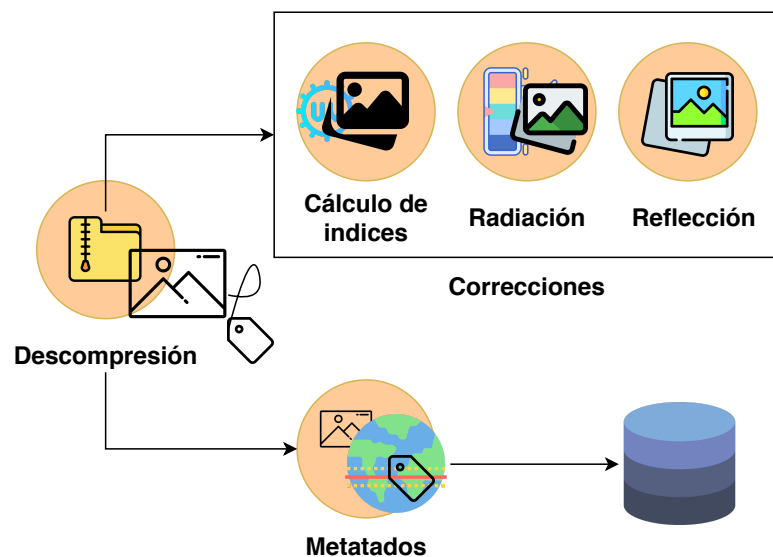 Cálculo de
indices
Radiación
Reflección
Correcciones
Descompresión
Metatados